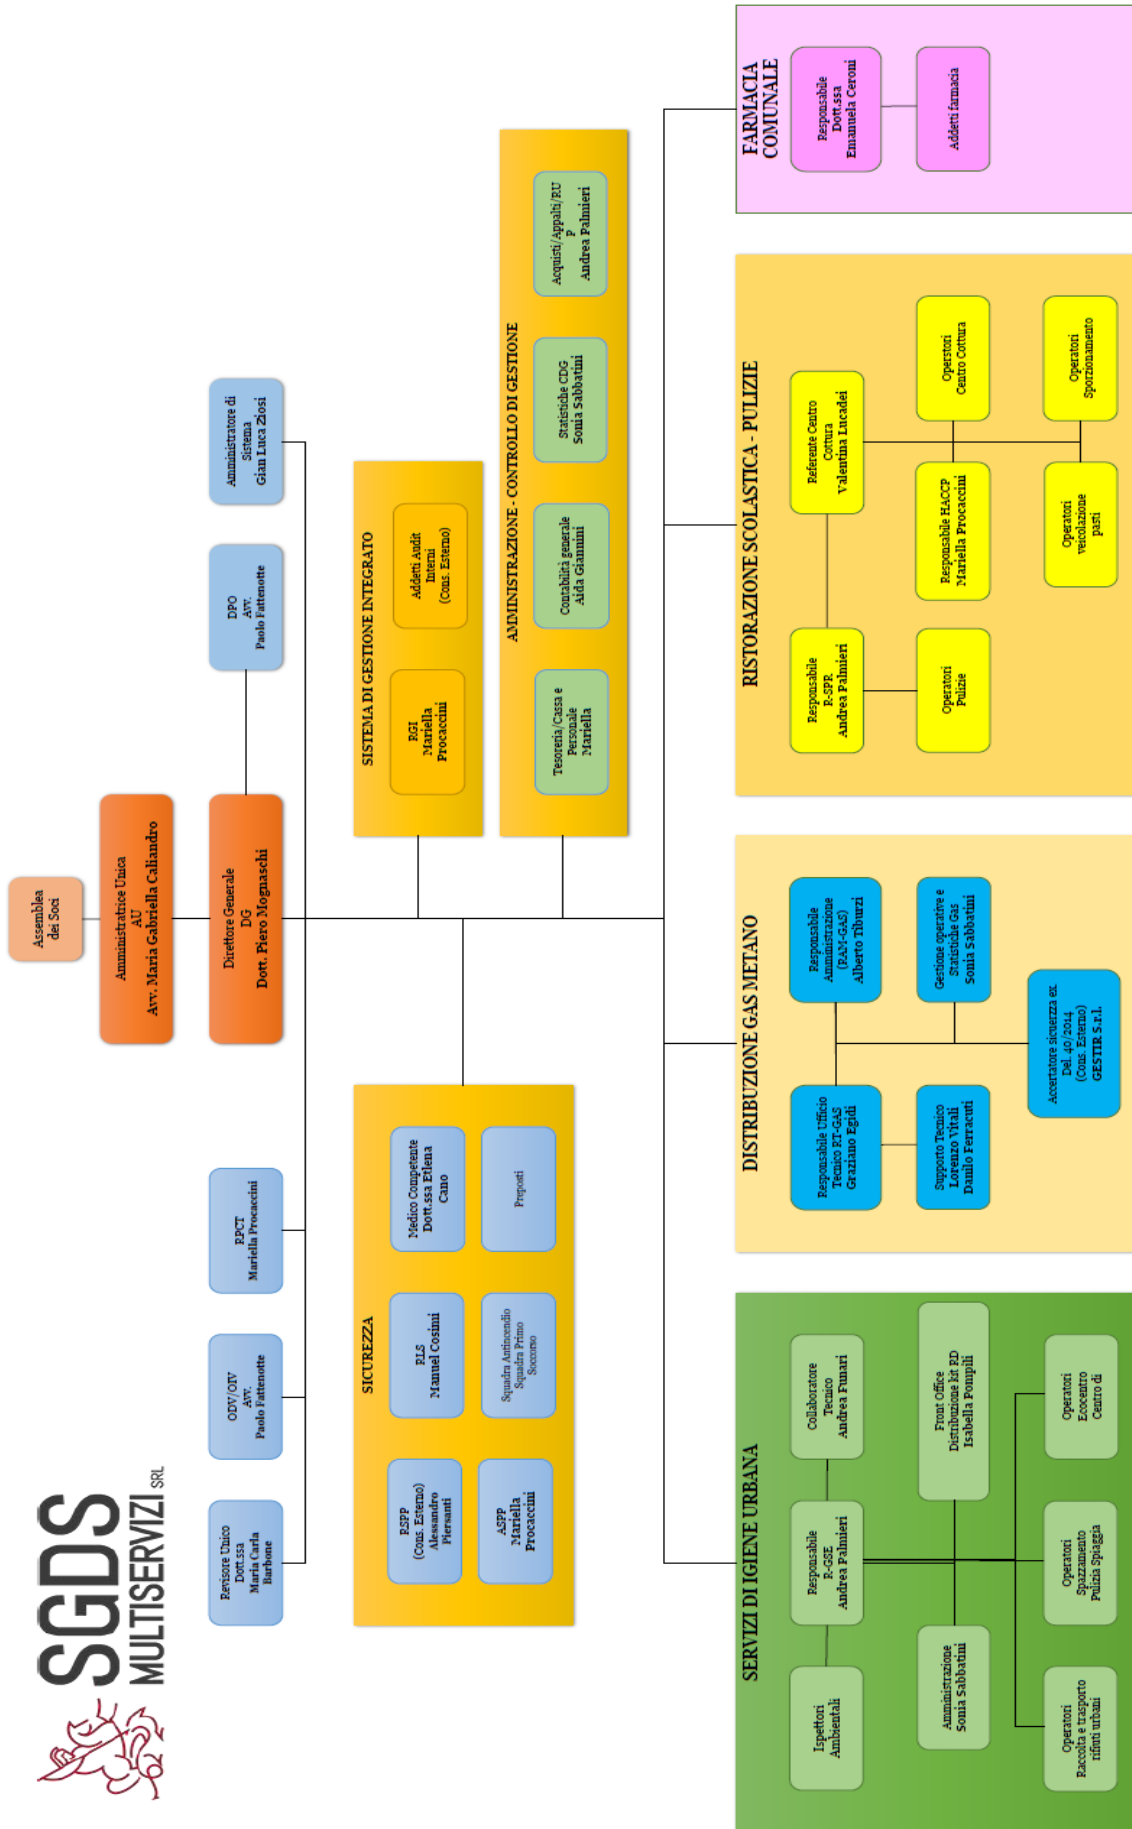 SGDS
MULTISERVIZI SRL
Assemblea
dei Soci
Amministratrice Unica
AU
Avv. Maria Gabriella Caliandro
Direttore Generale
DG
Dott. Piero Mognaschi
Revisore Unico
Dott.ssa
Maria Carla
Barbone
ODV/OIV
Avv.
Paolo Fattenotte
RPCT
Mariella Procaccini
DPO
Avv.
Paolo Fattenotte
Amministratore di
Sistema
Gian Luca Ziosi
SICUREZZA
RSPP
(Cons. Esterno)
Alessandro
Piersanti
RLS
Manuel Cosimi
Medico Competente
Dott.ssa Etlena
Cano
ASPP
Mariella
Procaccini
Squadra Antincendio
Squadra Primo
Soccorso
Preposti
SISTEMA DI GESTIONE INTEGRATO
RGI
Mariella
Procaccini
Addetti Audit
Interni
(Cons. Esterno)
AMMINISTRAZIONE - CONTROLLO DI GESTIONE
Tesoreria/Cassa e
Personale
Mariella
Contabilità generale
Aida Giannini
Statistiche CDG
Sonia Sabbatini
Acquisti/Appalti/RU
P
Andrea Palmieri
SERVIZI DI IGIENE URBANA
Ispettori
Ambientali
Responsabile
R-GSE
Andrea Palmieri
Collaboratore
Tecnico
Andrea Funari
Amministrazione
Sonia Sabbatini
Front Office
Distribuzione kit RD
Isabella Pompili
Operatori
Raccolta e trasporto
rifiuti urbani
Operatori
Spazzamento
Pulizia Spiaggia
Operatori
Ecocentro
Centro di
DISTRIBUZIONE GAS METANO
Responsabile Ufficio
Tecnico RT-GAS
Graziano Egidi
Responsabile
Amministrazione
(RAM-GAS)
Alberto Tiburzi
Supporto Tecnico
Lorenzo Vitali
Danilo Ferracuti
Gestione operative e
Statistiche Gas
Sonia Sabbatini
Accertatore sicuerzza ex
Del. 40/2014
(Cons. Esterno)
GESTIR S.r.l.
RISTORAZIONE SCOLASTICA - PULIZIE
Responsabile
R-SPR
Andrea Palmieri
Referente Centro
Cottura
Valentina Lucadei
Operatori
Pulizie
Responsabile HACCP
Mariella Procaccini
Operstori
Centro Cottura
Operatori
veicolazione
pasti
Operatori
Sporzionamento
FARMACIA
COMUNALE
Responsabile
Dott.ssa
Emanuela Ceroni
Addetti farmacia